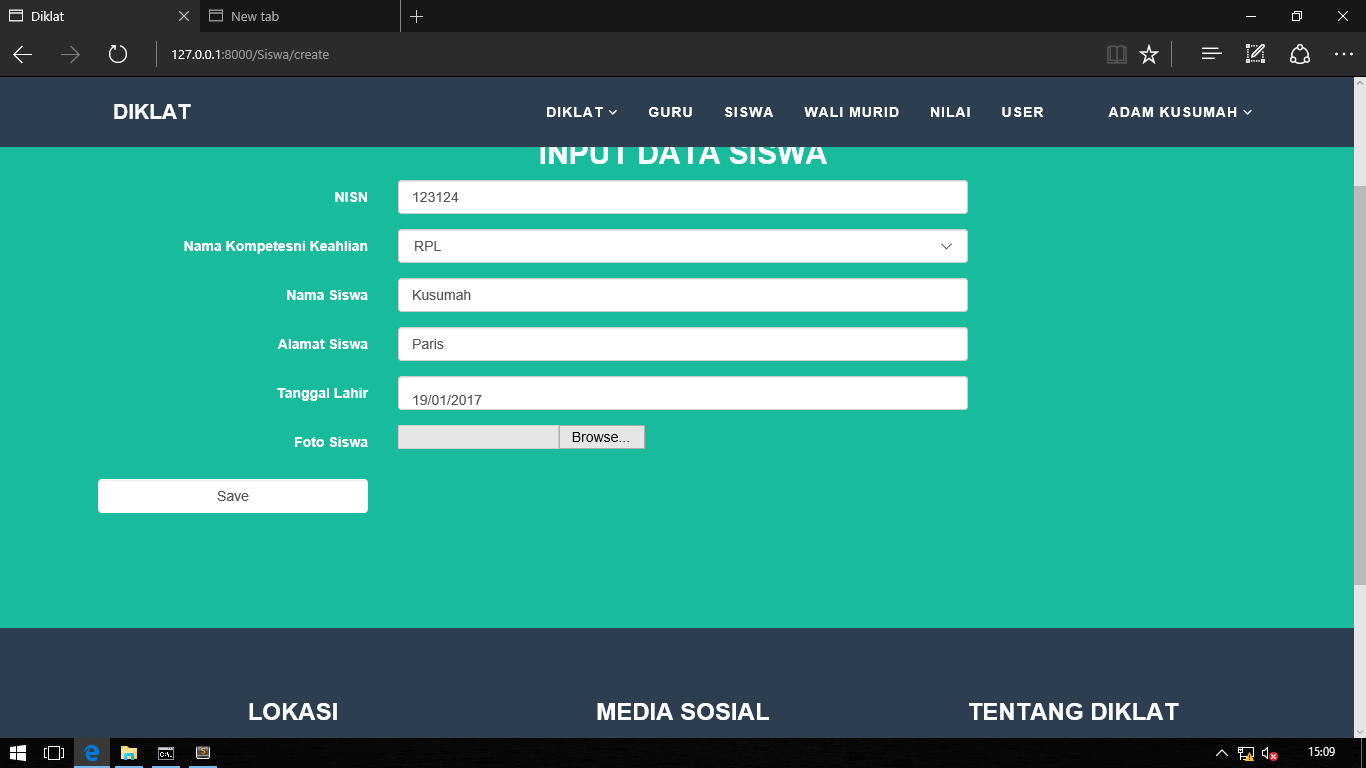 Diklat
New tab
127.0.0.1:8000/Siswa/create
DIKLAT DIKLAT GURU SISWA WALI MURID NILAI USER ADAM KUSUMAH
INPUT DATA SISWA
NISN 123124
Nama Kompetesni Keahlian RPL
Nama Siswa Kusumah
Alamat Siswa Paris
Tanggal Lahir 19/01/2017
Foto Siswa Browse...
Save
LOKASI MEDIA SOSIAL TENTANG DIKLAT
15:09